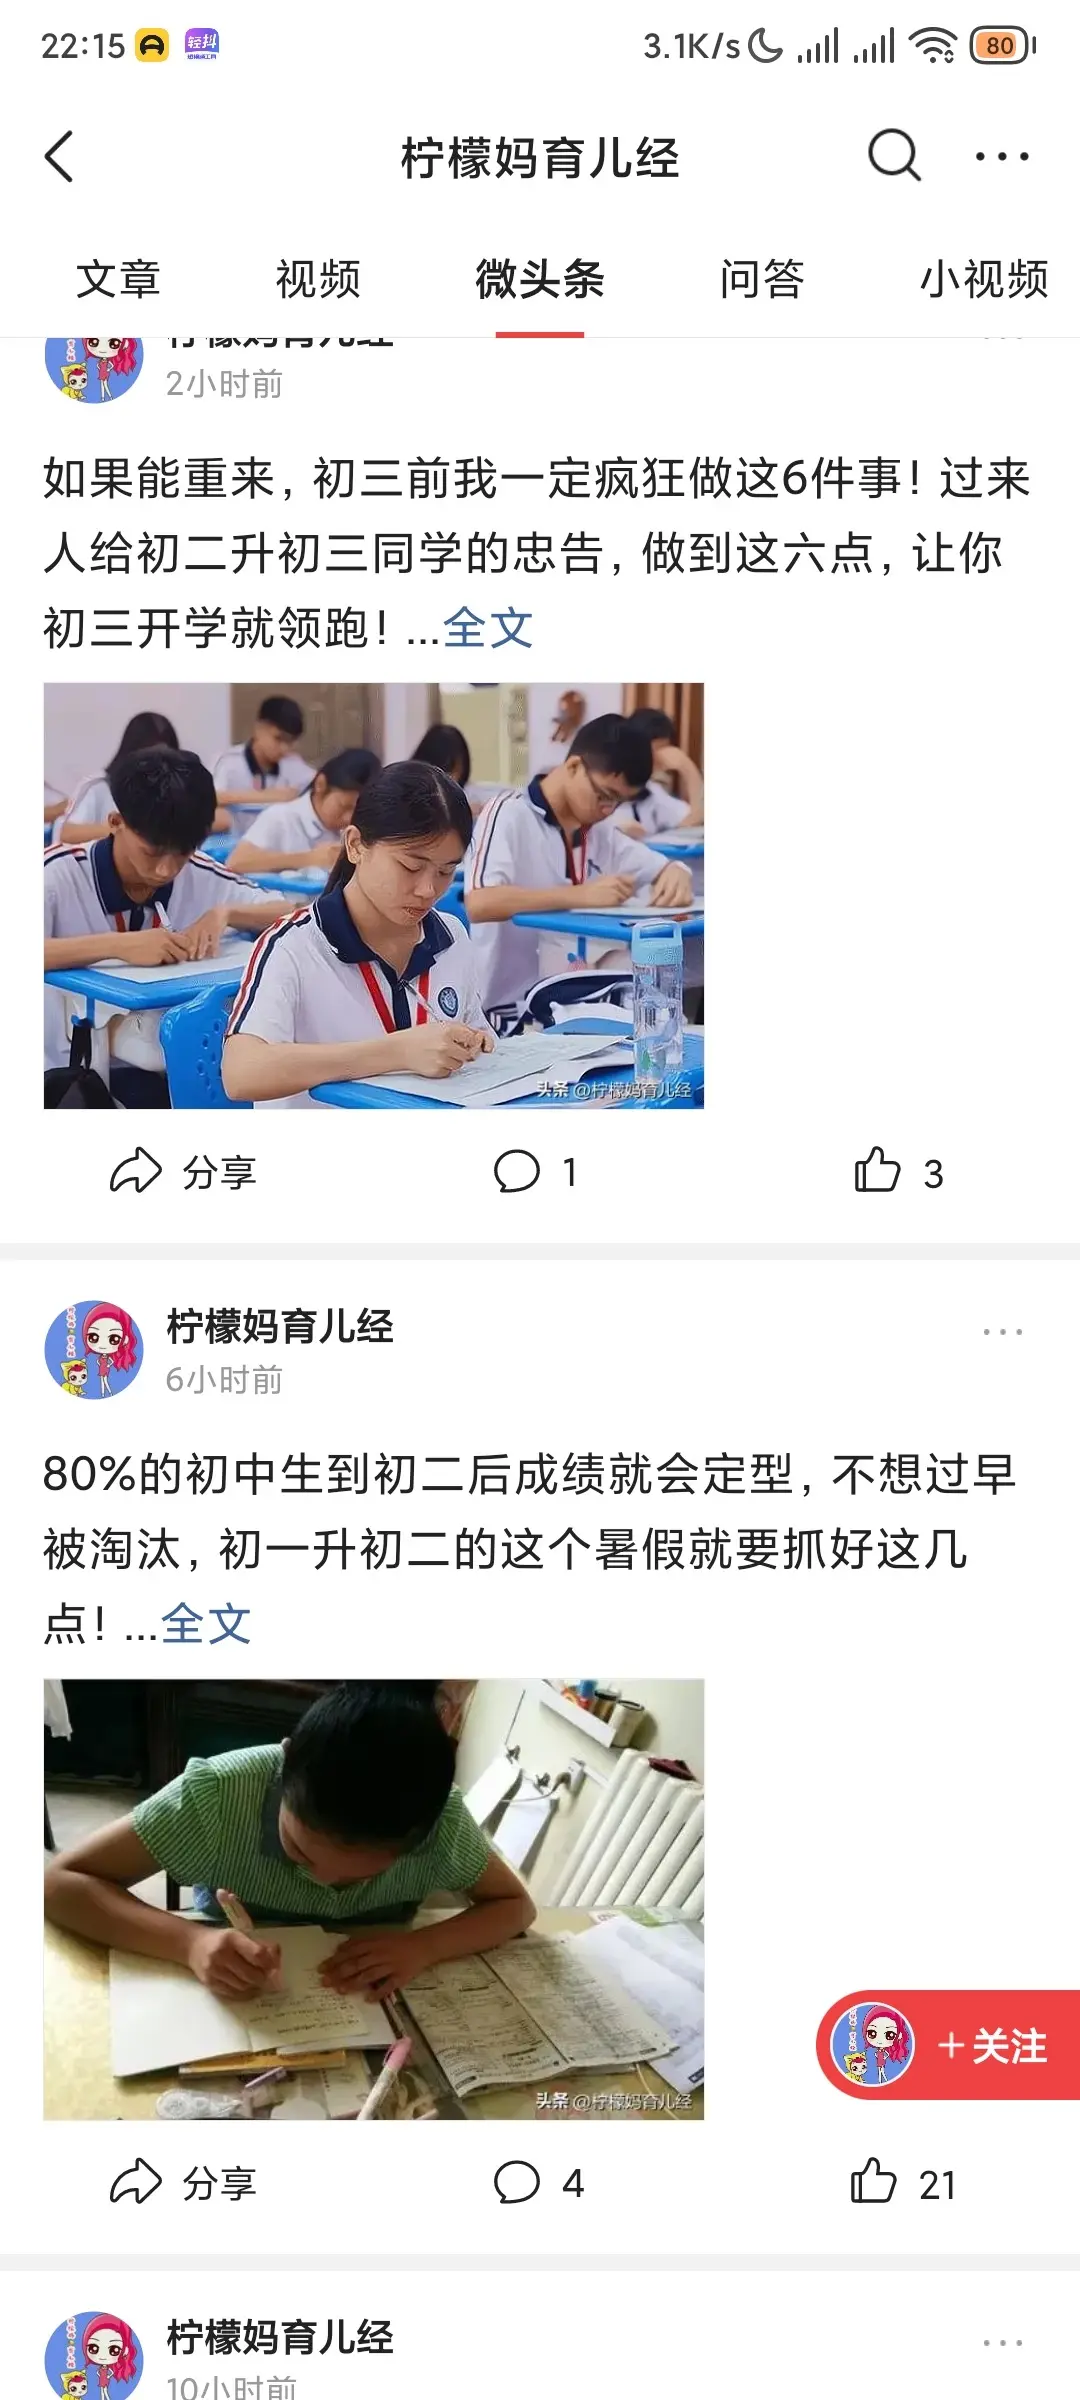 22:15
轻抖
3.1K/s
80
柠檬妈育儿经
文章 视频 微头条 问答 小视频
柠檬妈育儿经
2小时前
如果能重来，初三前我一定疯狂做这6件事！过来
人给初二升初三同学的忠告，做到这六点，让你
初三开学就领跑！...全文
头条 @柠檬妈育儿经
分享 1 3
柠檬妈育儿经
6小时前
80%的初中生到初二后成绩就会定型，不想过早
被淘汰，初一升初二的这个暑假就要抓好这几
点！...全文
头条 @柠檬妈育儿经
+关注
分享 4 21
柠檬妈育儿经
10小时前